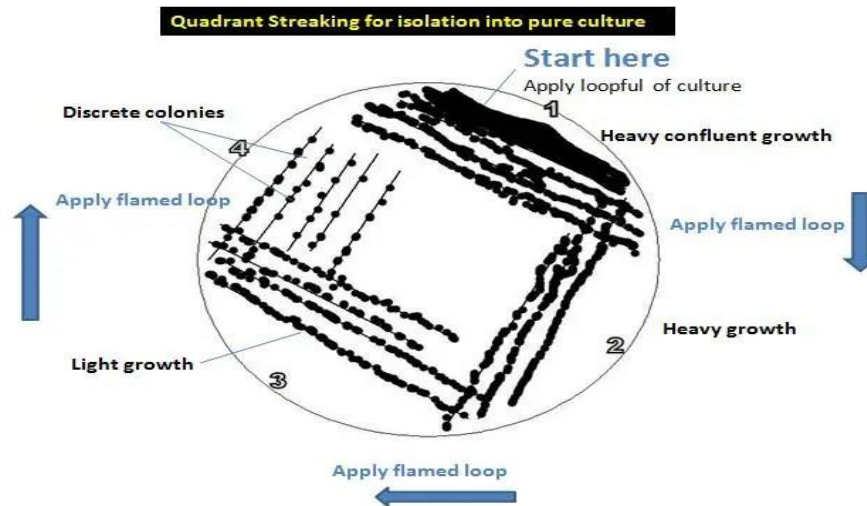 Quadrant Streaking for isolation into pure culture
Start here
Apply loopful of culture
1
Discrete colonies
Heavy confluent growth
4
Apply flamed loop
Apply flamed loop
Heavy growth
2
Light growth
3
Apply flamed loop